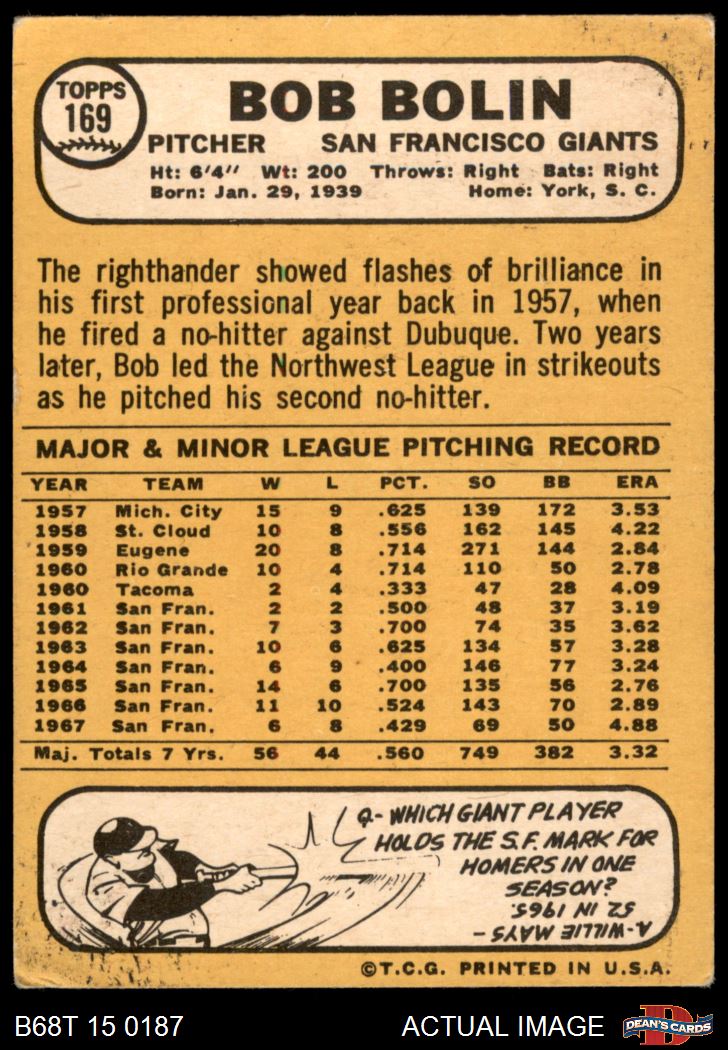 TOPPS
169
BOB BOLIN
PITCHER SAN FRANCISCO GIANTS
Ht: 6'4" Wt: 200 Throws: Right Bats: Right
Born: Jan. 29, 1939 Home: York, S. C.
The righthander showed flashes of brilliance in
his first professional year back in 1957, when
he fired a no-hitter against Dubuque. Two years
later, Bob led the Northwest League in strikeouts
as he pitched his second no-hitter.
MAJOR & MINOR LEAGUE PITCHING RECORD
YEAR TEAM W L PCT. SO BB ERA
1957 Mich. City 15 9 .625 139 172 3.53
1958 St. Cloud 10 8 .556 162 145 4.22
1959 Eugene 20 8 .714 271 144 2.84
1960 Rio Grande 10 4 .714 110 50 2.78
1960 Tacoma 2 4 .333 47 28 4.09
1961 San Fran. 2 2 .500 48 37 3.19
1962 San Fran. 7 3 .700 74 35 3.62
1963 San Fran. 10 6 .625 134 57 3.28
1964 San Fran. 6 9 .400 146 77 3.24
1965 San Fran. 14 6 .700 135 56 2.76
1966 San Fran. 11 10 .524 143 70 2.89
1967 San Fran. 6 8 .429 69 50 4.88
Maj. Totals 7 Yrs. 56 44 .560 749 382 3.32
Q- WHICH GIANT PLAYER
HOLDS THE S.F. MARK FOR
HOMERS IN ONE
SEASON?
A- WILLIE MAYS -
52 IN 1965.
©T.C.G. PRINTED IN U.S.A.
B68T 15 0187 ACTUAL IMAGE
D
DEAN'S CARDS